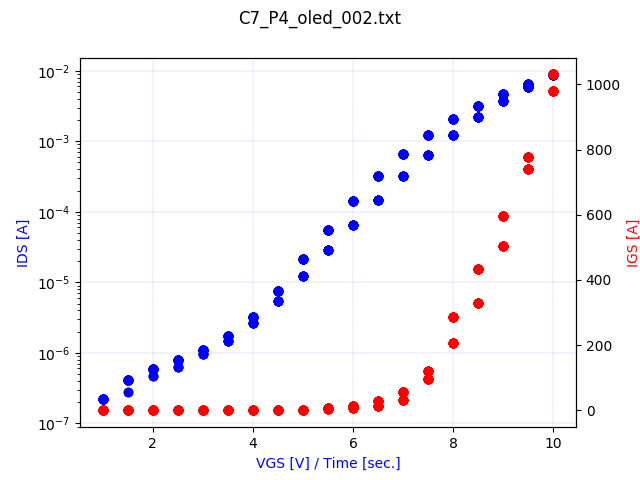 C7_P4_oled_002.txt
10⁻²
10⁻³
10⁻⁴
10⁻⁵
10⁻⁶
10⁻⁷
IDS [A]
1000
800
600
400
200
0
IGS [A]
2 4 6 8 10
VGS [V] / Time [sec.]